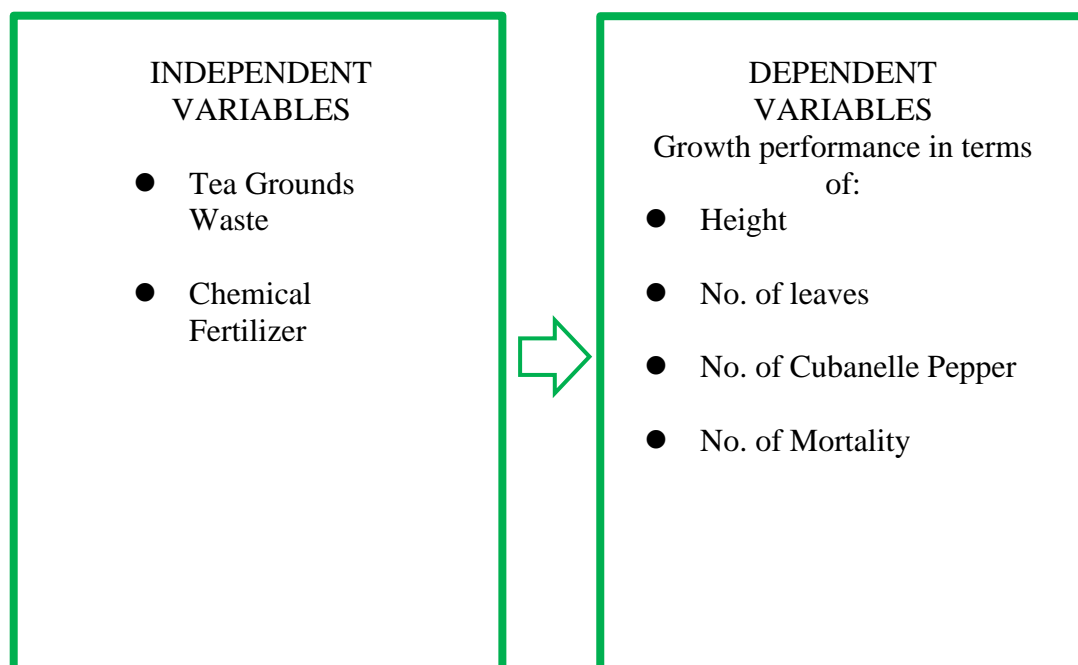 INDEPENDENT
VARIABLES
● Tea Grounds
Waste
● Chemical
Fertilizer
DEPENDENT
VARIABLES
Growth performance in terms
of:
● Height
● No. of leaves
● No. of Cubanelle Pepper
● No. of Mortality